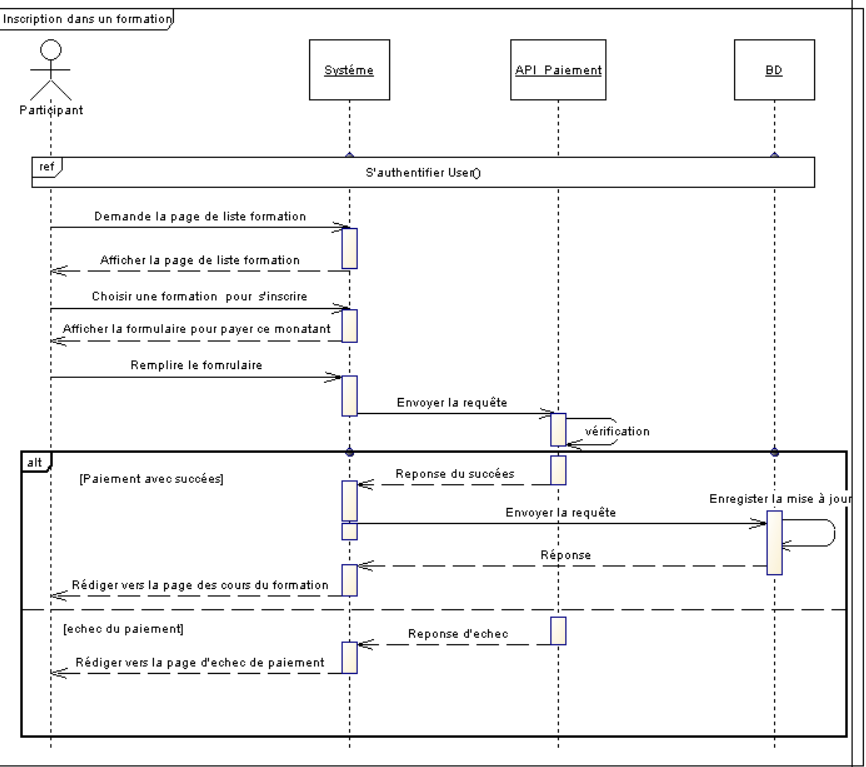 Inscription dans un formation
Systéme
API_Paiement
BD
Participant
ref
S'authentifier User()
Demande la page de liste formation
Afficher la page de liste formation
Choisir une formation pour s'inscrire
Afficher la formulaire pour payer ce monatant
Remplire le fomrulaire
Envoyer la requête
vérification
alt
[Paiement avec succées]
Reponse du succées
Enregister la mise à jour
Envoyer la requête
Réponse
Rédiger vers la page des cours du formation
[echec du paiement]
Reponse d'echec
Rédiger vers la page d'echec de paiement